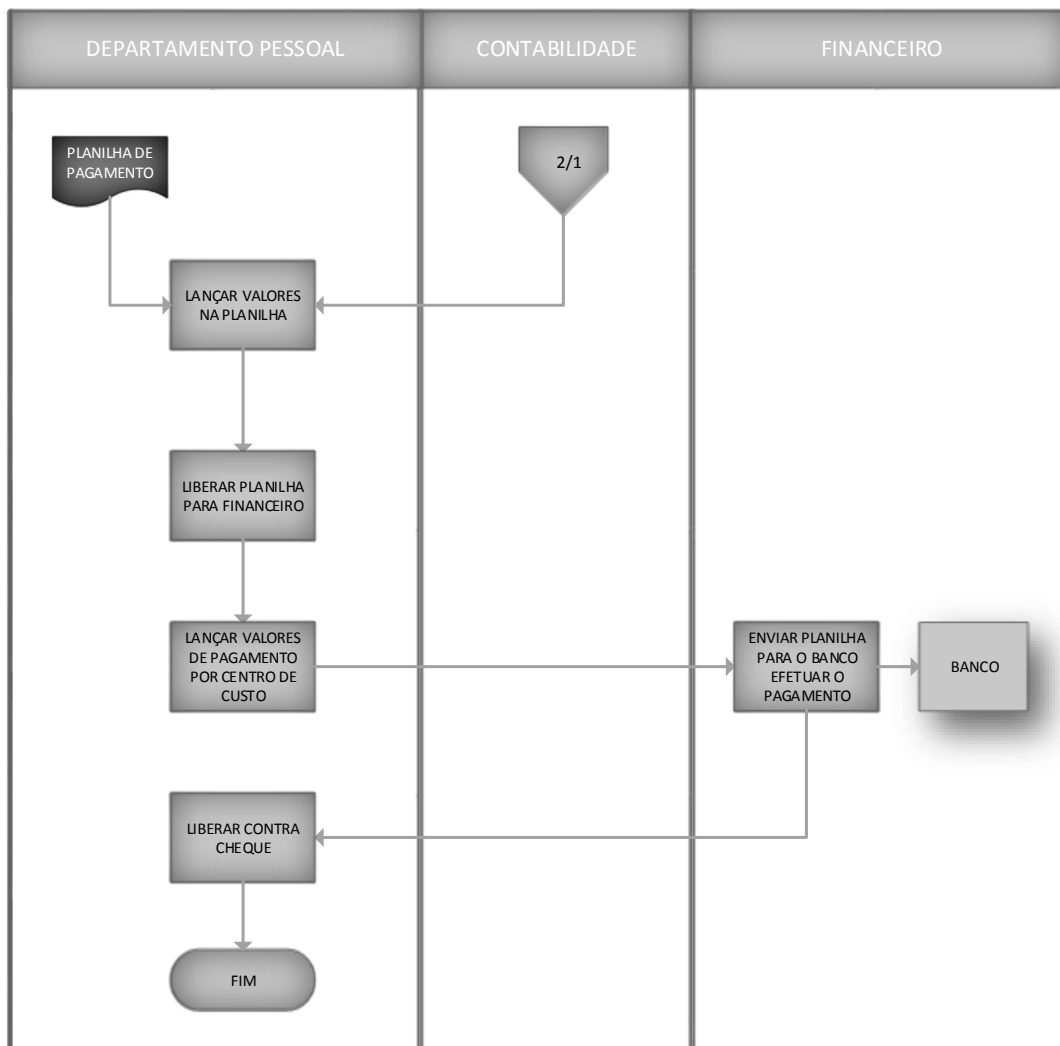 DEPARTAMENTO PESSOAL
CONTABILIDADE
FINANCEIRO
PLANILHA DE
PAGAMENTO
2/1
LANÇAR VALORES
NA PLANILHA
LIBERAR PLANILHA
PARA FINANCEIRO
LANÇAR VALORES
DE PAGAMENTO
POR CENTRO DE
CUSTO
ENVIAR PLANILHA
PARA O BANCO
EFETUAR O
PAGAMENTO
BANCO
LIBERAR CONTRA
CHEQUE
FIM